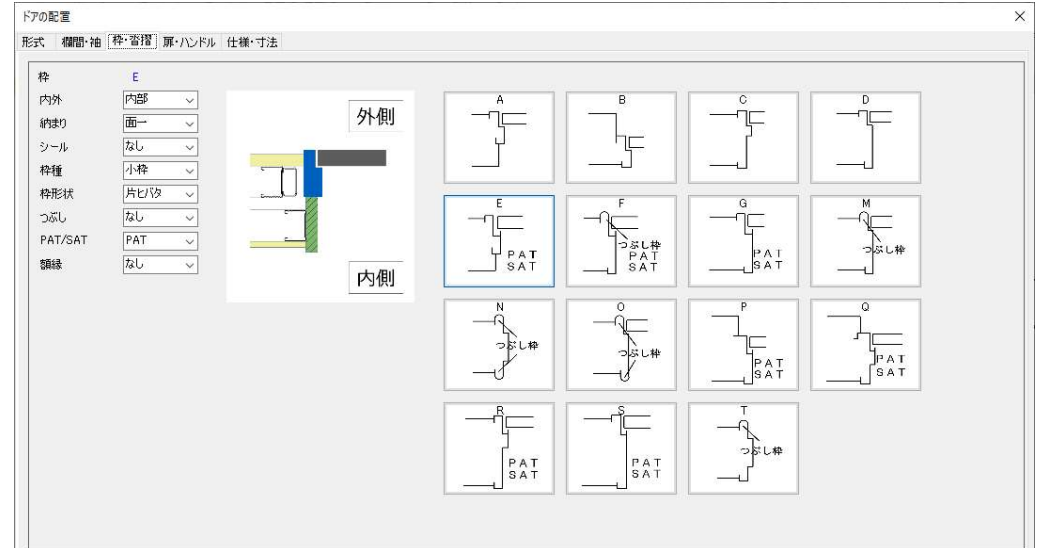 ドアの配置
形式 欄間・袖 枠・沓摺 扉・ハンドル 仕様・寸法
枠 E
内外 内部
納まり 面一
シール なし
枠種 小枠
枠形状 片ヒバタ
つぶし なし
PAT/SAT PAT
額縁 なし
外側
内側
A B C D
E F G M
PAT
SAT
つぶし枠
PAT
SAT
PAT
SAT
つぶし枠
N O P Q
つぶし枠
つぶし枠
PAT
SAT
PAT
SAT
R S T
PAT
SAT
PAT
SAT
つぶし枠